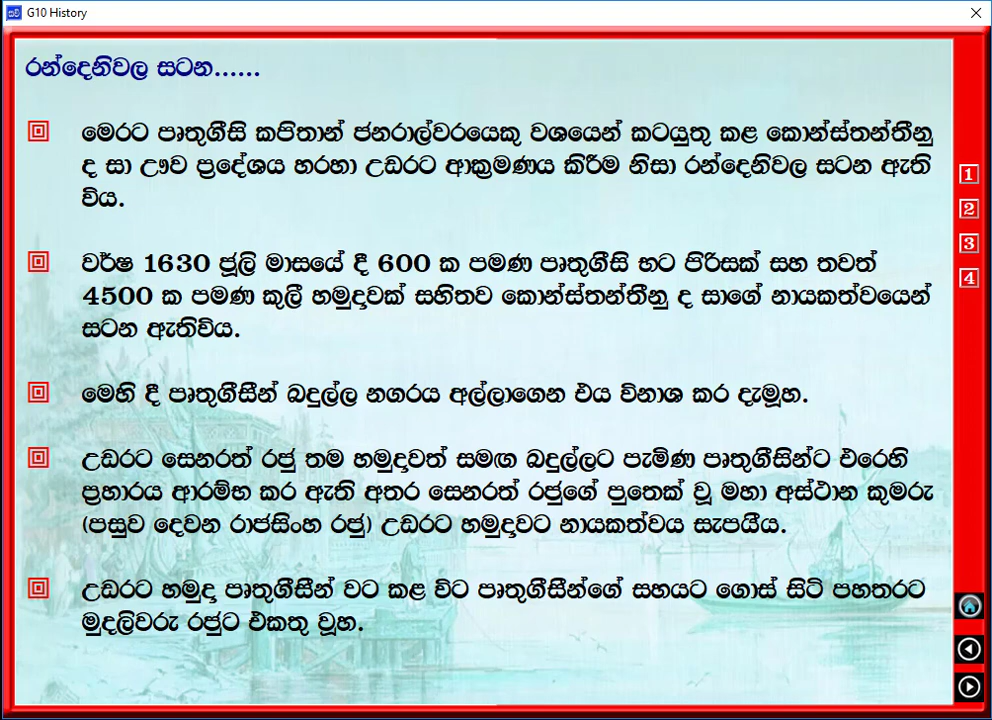 සවි G10 History
රන්දෙනිවල සටන......
මෙරට පෘතුගීසි කපිතාන් ජනරාල්වරයෙකු වශයෙන් කටයුතු කළ කොන්ස්තන්තීනු
ද සා ඌව ප්‍රදේශය හරහා උඩරට ආක්‍රමණය කිරීම නිසා රන්දෙනිවල සටන ඇති
විය.
වර්ෂ 1630 ජූලි මාසයේ දී 600 ක පමණ පෘතුගීසි භට පිරිසක් සහ තවත්
4500 ක පමණ කුලී හමුදාවක් සහිතව කොන්ස්තන්තීනු ද සාගේ නායකත්වයෙන්
සටන ඇතිවිය.
මෙහි දී පෘතුගීසීන් බදුල්ල නගරය අල්ලාගෙන එය විනාශ කර දැමූහ.
උඩරට සෙනරත් රජු තම හමුදාවත් සමඟ බදුල්ලට පැමිණ පෘතුගීසින්ට එරෙහි
ප්‍රහාරය ආරම්භ කර ඇති අතර සෙනරත් රජුගේ පුතෙක් වූ මහා අස්ථාන කුමරු
(පසුව දෙවන රාජසිංහ රජු) උඩරට හමුදාවට නායකත්වය සැපයීය.
උඩරට හමුදා පෘතුගීසීන් වට කළ විට පෘතුගීසීන්ගේ සහයට ගොස් සිටි පහතරට
මුදලිවරු රජුට එකතු වූහ.
1
2
3
4